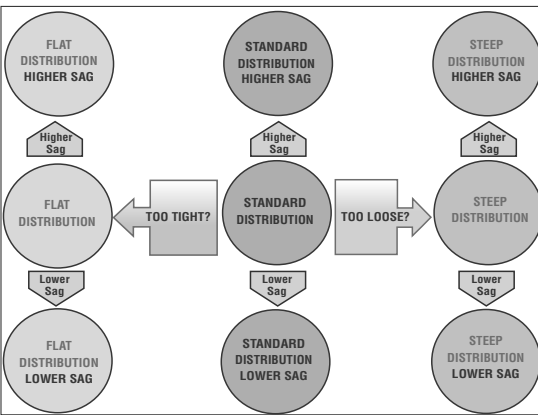 FLAT
DISTRIBUTION
HIGHER SAG
STANDARD
DISTRIBUTION
HIGHER SAG
STEEP
DISTRIBUTION
HIGHER SAG
Higher
Sag
Higher
Sag
Higher
Sag
FLAT
DISTRIBUTION
TOO TIGHT?
STANDARD
DISTRIBUTION
TOO LOOSE?
STEEP
DISTRIBUTION
Lower
Sag
Lower
Sag
Lower
Sag
FLAT
DISTRIBUTION
LOWER SAG
STANDARD
DISTRIBUTION
LOWER SAG
STEEP
DISTRIBUTION
LOWER SAG